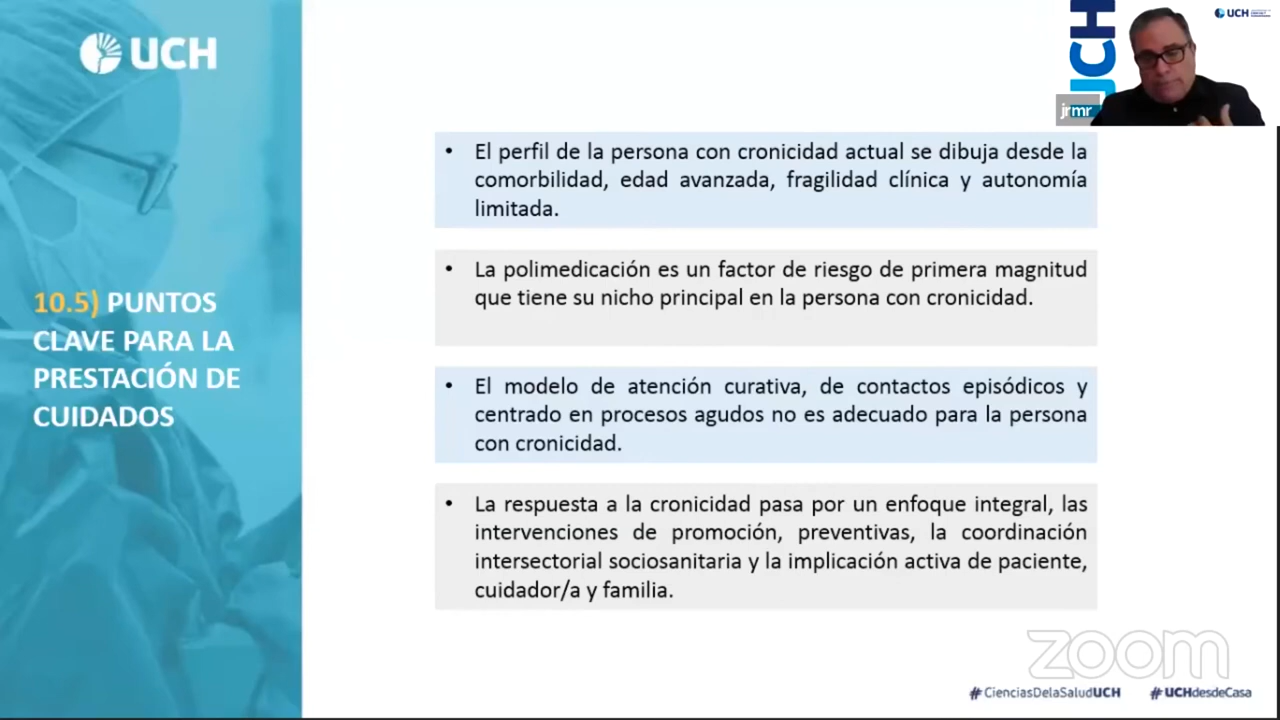 UCH
UCH
UCH
jrmr
10.5) PUNTOS
CLAVE PARA LA
PRESTACIÓN DE
CUIDADOS
• El perfil de la persona con cronicidad actual se dibuja desde la
comorbilidad, edad avanzada, fragilidad clínica y autonomía
limitada.
• La polimedicación es un factor de riesgo de primera magnitud
que tiene su nicho principal en la persona con cronicidad.
• El modelo de atención curativa, de contactos episódicos y
centrado en procesos agudos no es adecuado para la persona
con cronicidad.
• La respuesta a la cronicidad pasa por un enfoque integral, las
intervenciones de promoción, preventivas, la coordinación
intersectorial sociosanitaria y la implicación activa de paciente,
cuidador/a y familia.
zoom
#CienciasDelaSaludUCH #UCHdesdeCasa